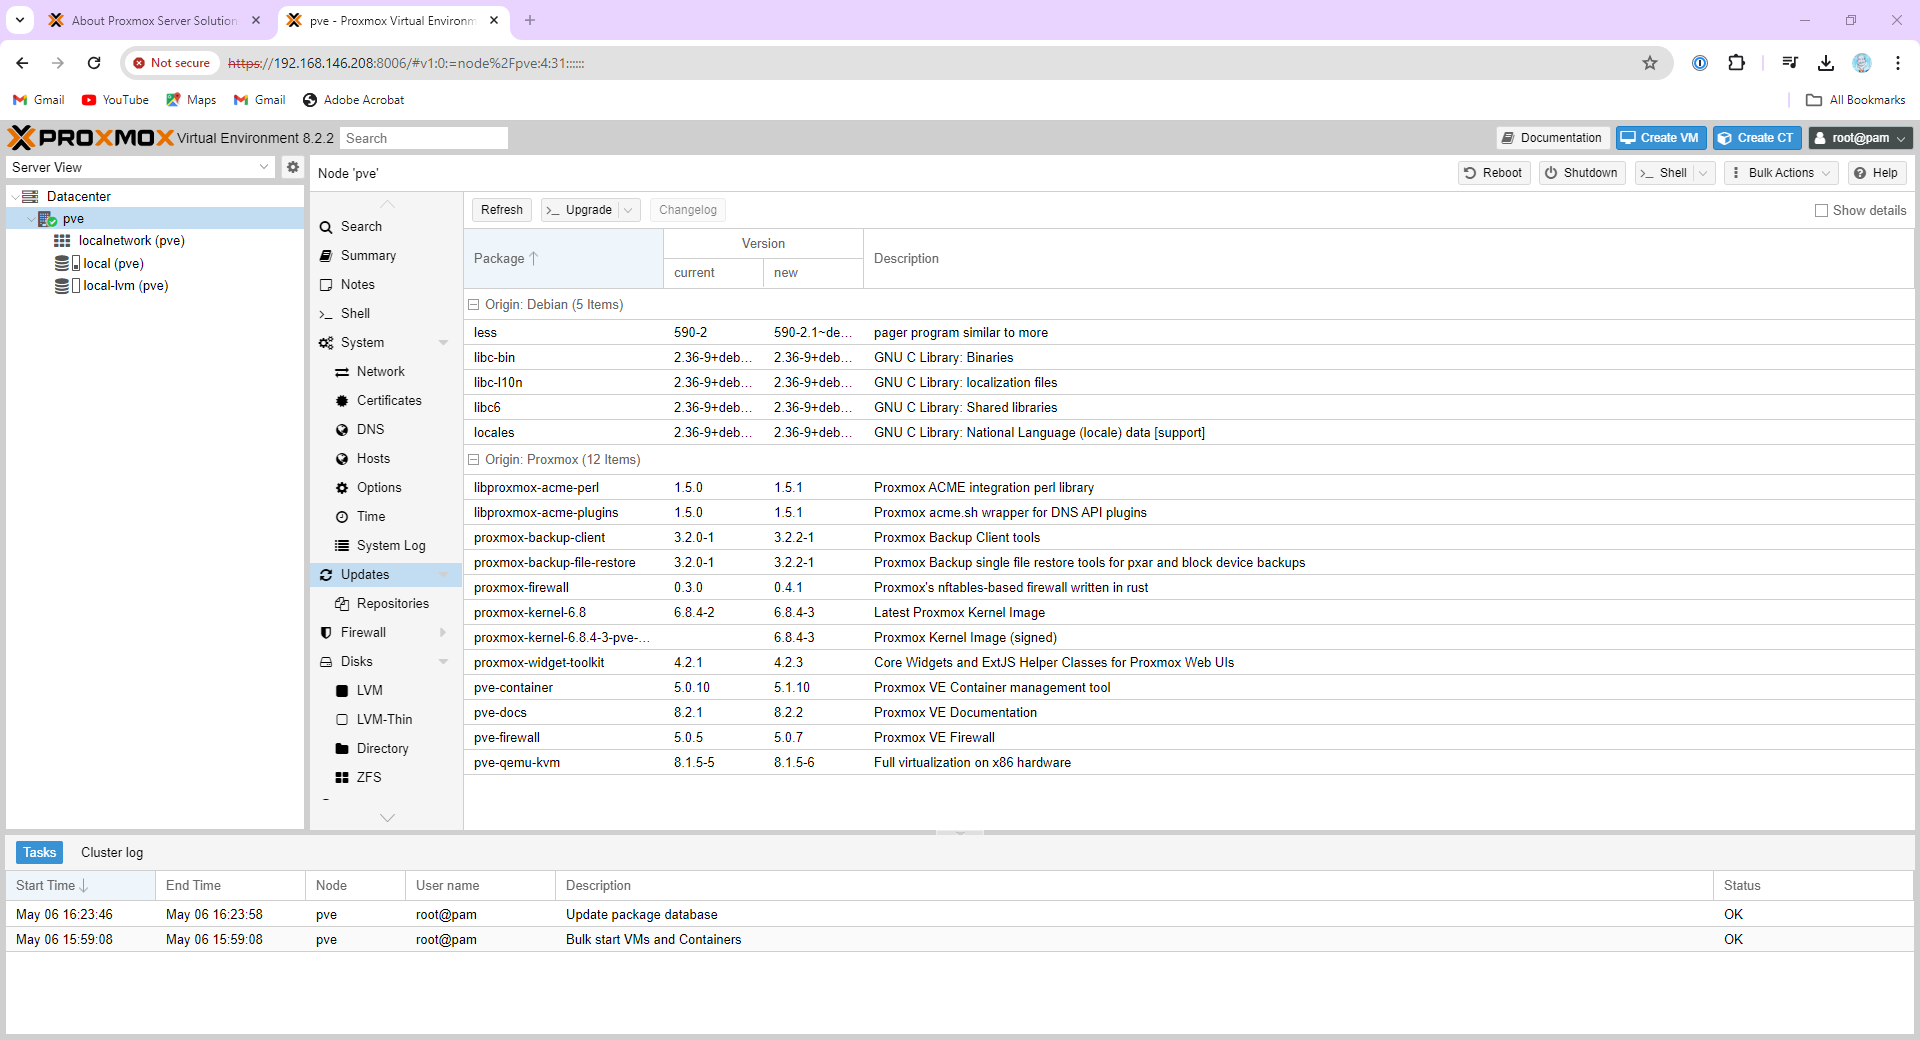 About Proxmox Server Solution
pve - Proxmox Virtual Environm
Not secure
https://192.168.146.208:8006/#v1:0:=node%2Fpve:4:31::::::
Gmail
YouTube
Maps
Gmail
Adobe Acrobat
All Bookmarks
PROXMOX
Virtual Environment 8.2.2
Search
Documentation
Create VM
Create CT
root@pam
Server View
Node 'pve'
Reboot
Shutdown
Shell
Bulk Actions
Help
Datacenter
pve
localnetwork (pve)
local (pve)
local-lvm (pve)
Search
Summary
Notes
Shell
System
Network
Certificates
DNS
Hosts
Options
Time
System Log
Updates
Repositories
Firewall
Disks
LVM
LVM-Thin
Directory
ZFS
Refresh
Upgrade
Changelog
Show details
Package
Version
current
new
Description
Origin: Debian (5 Items)
less 590-2 590-2.1~de... pager program similar to more
libc-bin 2.36-9+deb... 2.36-9+deb... GNU C Library: Binaries
libc-l10n 2.36-9+deb... 2.36-9+deb... GNU C Library: localization files
libc6 2.36-9+deb... 2.36-9+deb... GNU C Library: Shared libraries
locales 2.36-9+deb... 2.36-9+deb... GNU C Library: National Language (locale) data [support]
Origin: Proxmox (12 Items)
libproxmox-acme-perl 1.5.0 1.5.1 Proxmox ACME integration perl library
libproxmox-acme-plugins 1.5.0 1.5.1 Proxmox acme.sh wrapper for DNS API plugins
proxmox-backup-client 3.2.0-1 3.2.2-1 Proxmox Backup Client tools
proxmox-backup-file-restore 3.2.0-1 3.2.2-1 Proxmox Backup single file restore tools for pxar and block device backups
proxmox-firewall 0.3.0 0.4.1 Proxmox's nftables-based firewall written in rust
proxmox-kernel-6.8 6.8.4-2 6.8.4-3 Latest Proxmox Kernel Image
proxmox-kernel-6.8.4-3-pve-... 6.8.4-3 Proxmox Kernel Image (signed)
proxmox-widget-toolkit 4.2.1 4.2.3 Core Widgets and ExtJS Helper Classes for Proxmox Web UIs
pve-container 5.0.10 5.1.10 Proxmox VE Container management tool
pve-docs 8.2.1 8.2.2 Proxmox VE Documentation
pve-firewall 5.0.5 5.0.7 Proxmox VE Firewall
pve-qemu-kvm 8.1.5-5 8.1.5-6 Full virtualization on x86 hardware
Tasks
Cluster log
Start Time End Time Node User name Description Status
May 06 16:23:46 May 06 16:23:58 pve root@pam Update package database OK
May 06 15:59:08 May 06 15:59:08 pve root@pam Bulk start VMs and Containers OK